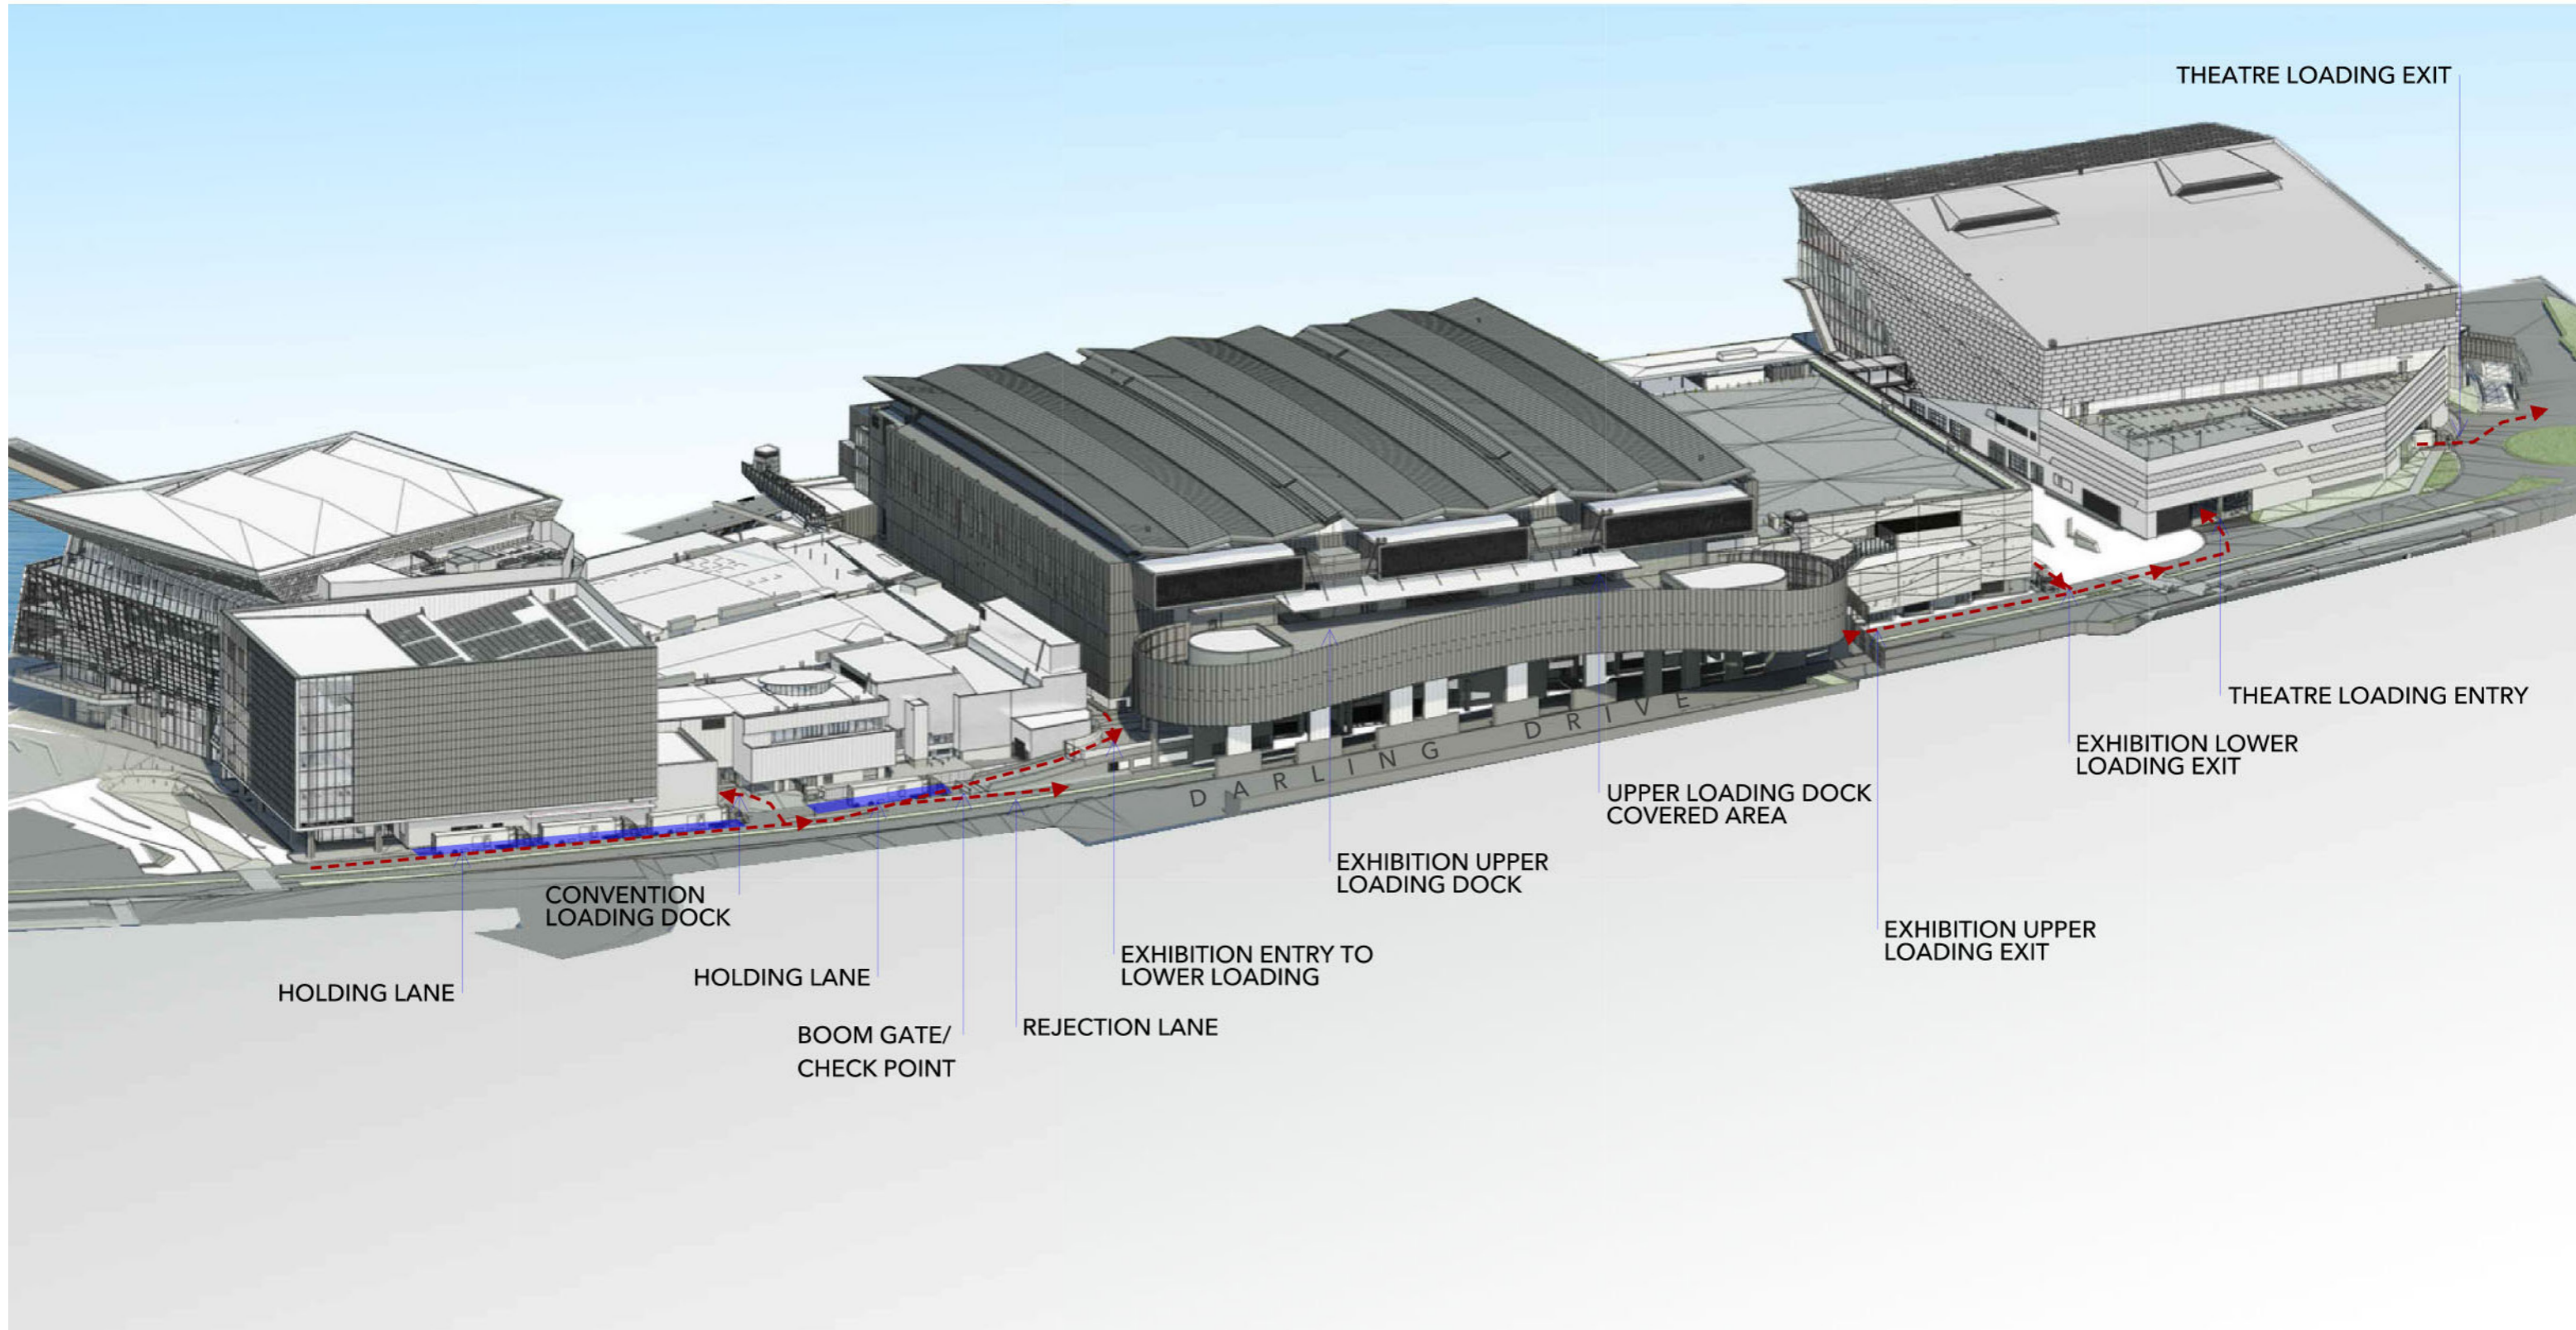 THEATRE LOADING EXIT
THEATRE LOADING ENTRY
EXHIBITION LOWER
LOADING EXIT
DARLING DRIVE
UPPER LOADING DOCK
COVERED AREA
EXHIBITION UPPER
LOADING DOCK
CONVENTION
LOADING DOCK
EXHIBITION UPPER
LOADING EXIT
EXHIBITION ENTRY TO
LOWER LOADING
HOLDING LANE
HOLDING LANE
REJECTION LANE
BOOM GATE/
CHECK POINT